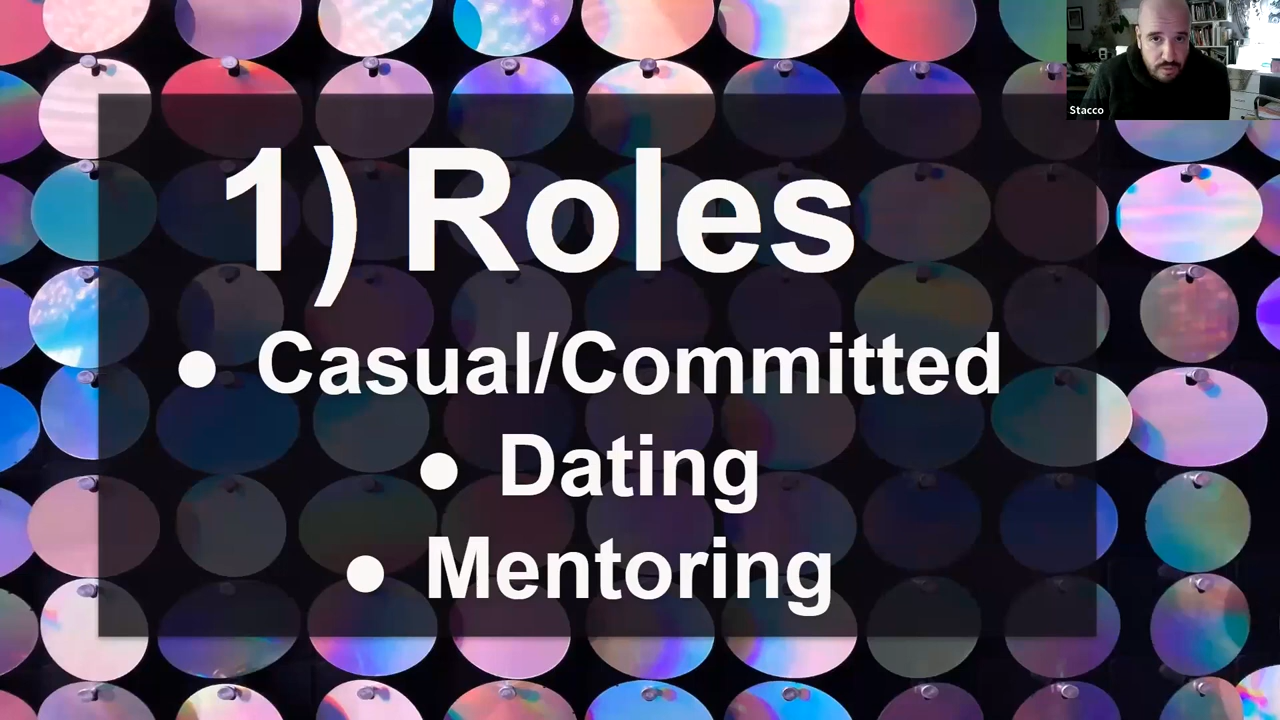 Stacco
1) Roles
● Casual/Committed
● Dating
● Mentoring